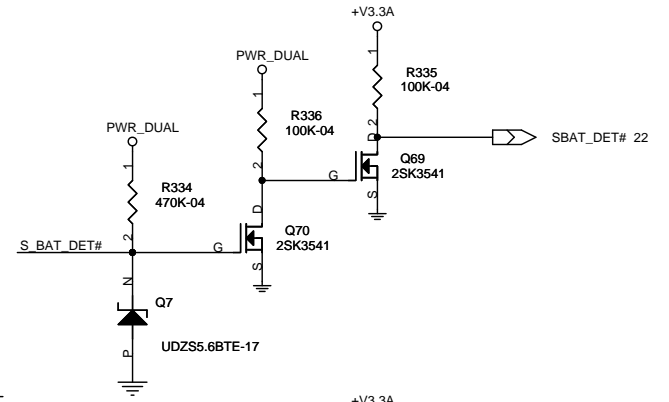 +V3.3A
1
R335
100K-04
2
D
SBAT_DET# 22
PWR_DUAL
1
R336
100K-04
2
G
Q69
2SK3541
S
PWR_DUAL
1
R334
470K-04
2
D
Q70
2SK3541
S_BAT_DET#
G
S
N
Q7
UDZS5.6BTE-17
P
+V3.3A